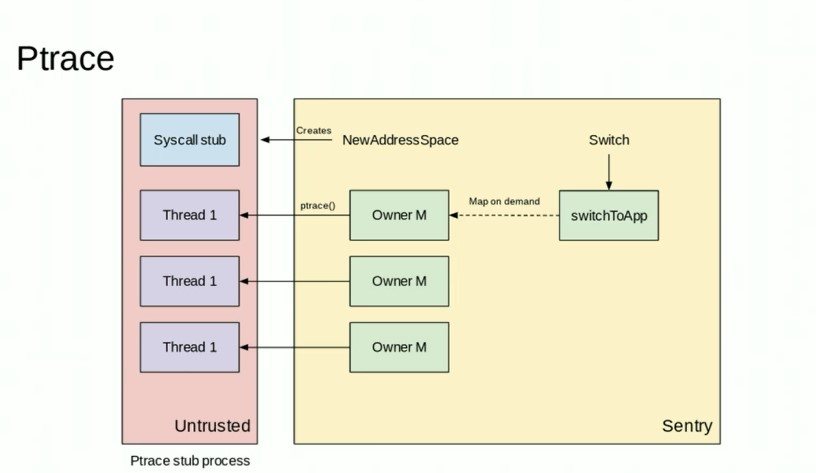 Ptrace
Syscall stub
Creates
NewAddressSpace
Switch
Thread 1
ptrace()
Owner M
Map on demand
switchToApp
Thread 1
Owner M
Thread 1
Owner M
Untrusted
Sentry
Ptrace stub process